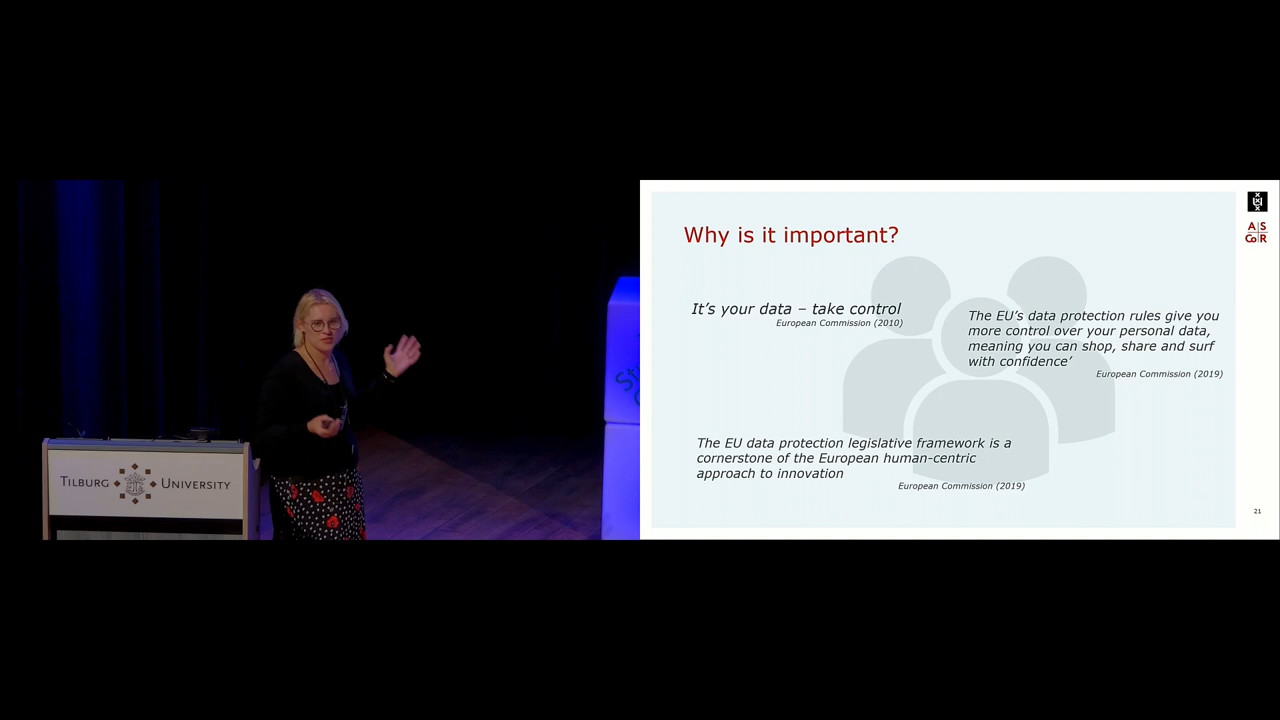 TILBURG UNIVERSITY
Why is it important?
It’s your data – take control
European Commission (2010)
The EU’s data protection rules give you
more control over your personal data,
meaning you can shop, share and surf
with confidence’
European Commission (2019)
The EU data protection legislative framework is a
cornerstone of the European human-centric
approach to innovation
European Commission (2019)
A|S
Co|R
21